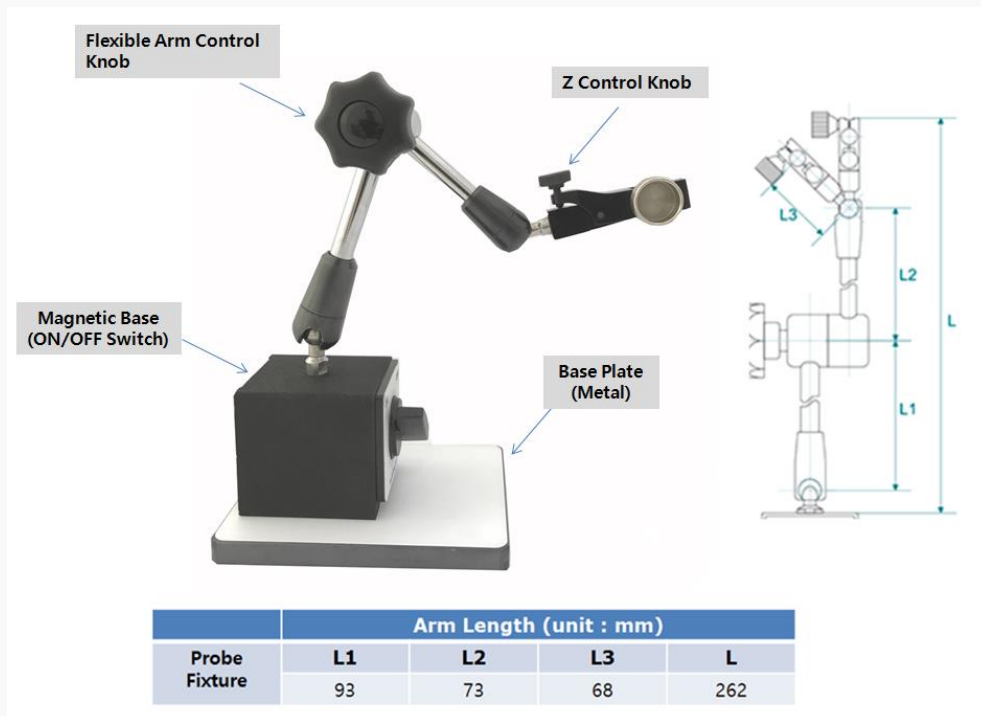 Flexible Arm Control
Knob
Z Control Knob
L3
L2
L
Magnetic Base
(ON/OFF Switch)
Base Plate
(Metal)
L1
Arm Length (unit : mm)
Probe
Fixture
L1 L2 L3 L
93 73 68 262